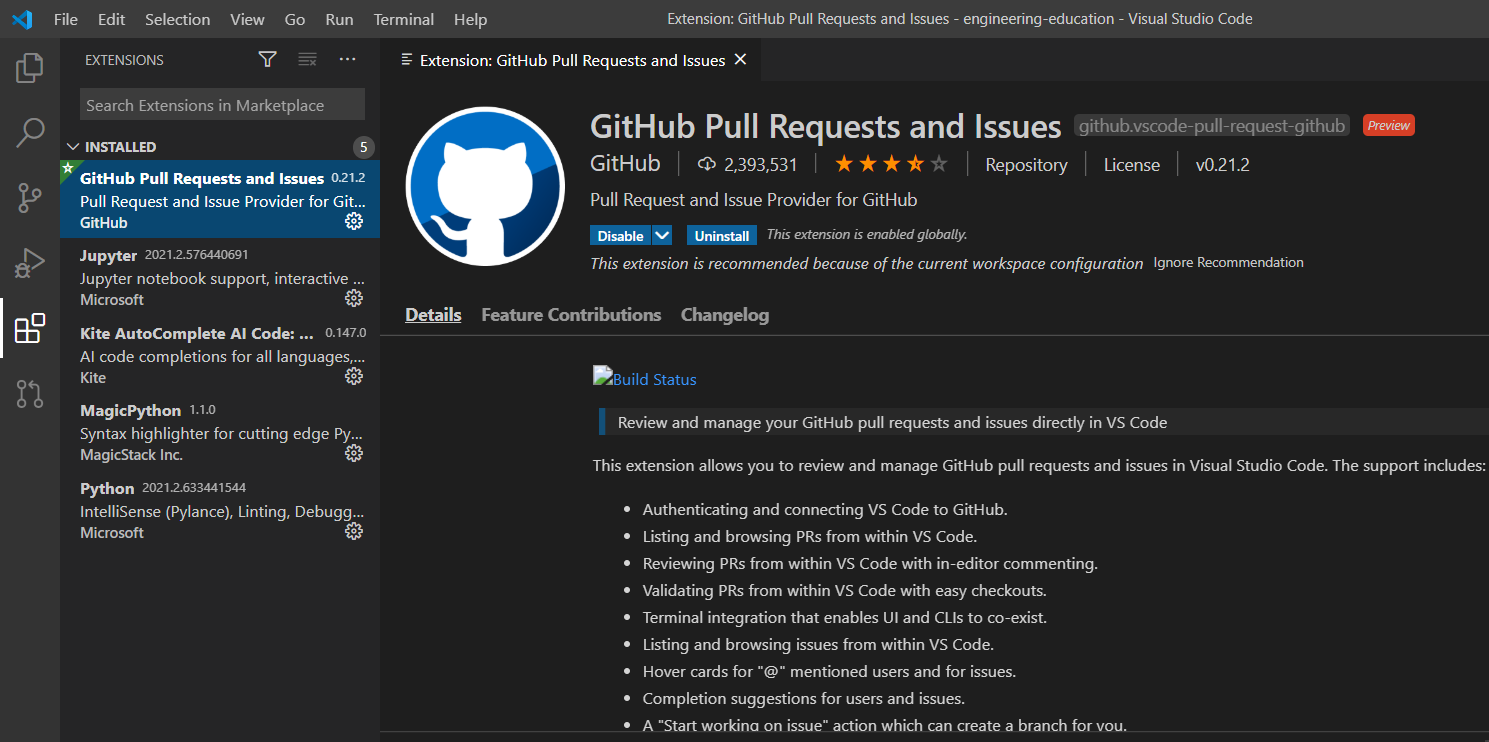 File Edit Selection View Go Run Terminal Help
Extension: GitHub Pull Requests and Issues - engineering-education - Visual Studio Code
EXTENSIONS
Search Extensions in Marketplace
INSTALLED 5
GitHub Pull Requests and Issues 0.21.2
Pull Request and Issue Provider for Git...
GitHub
Jupyter 2021.2.576440691
Jupyter notebook support, interactive ...
Microsoft
Kite AutoComplete AI Code: ... 0.147.0
AI code completions for all languages,...
Kite
MagicPython 1.1.0
Syntax highlighter for cutting edge Py...
MagicStack Inc.
Python 2021.2.633441544
IntelliSense (Pylance), Linting, Debugg...
Microsoft
Extension: GitHub Pull Requests and Issues
GitHub Pull Requests and Issues github.vscode-pull-request-github Preview
GitHub 2,393,531 Repository License v0.21.2
Pull Request and Issue Provider for GitHub
Disable Uninstall This extension is enabled globally.
This extension is recommended because of the current workspace configuration Ignore Recommendation
Details Feature Contributions Changelog
Build Status
Review and manage your GitHub pull requests and issues directly in VS Code
This extension allows you to review and manage GitHub pull requests and issues in Visual Studio Code. The support includes:
• Authenticating and connecting VS Code to GitHub.
• Listing and browsing PRs from within VS Code.
• Reviewing PRs from within VS Code with in-editor commenting.
• Validating PRs from within VS Code with easy checkouts.
• Terminal integration that enables UI and CLIs to co-exist.
• Listing and browsing issues from within VS Code.
• Hover cards for "@" mentioned users and for issues.
• Completion suggestions for users and issues.
• A "Start working on issue" action which can create a branch for you.